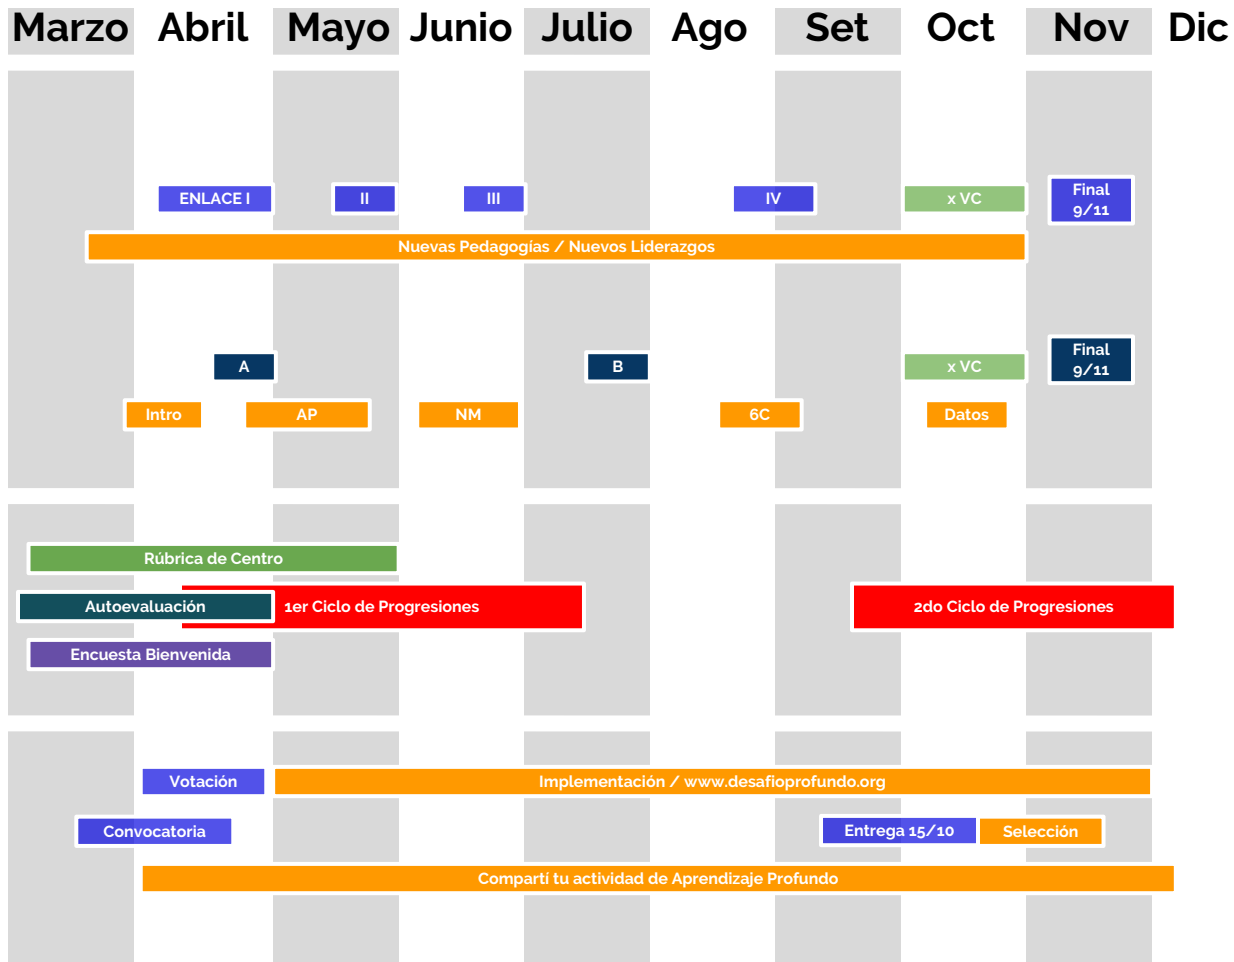 Marzo Abril Mayo Junio Julio Ago Set Oct Nov Dic
ENLACE I II III IV x VC Final
9/11
Nuevas Pedagogías / Nuevos Liderazgos
A B x VC Final
9/11
Intro AP NM 6C Datos
Rúbrica de Centro
Autoevaluación 1er Ciclo de Progresiones 2do Ciclo de Progresiones
Encuesta Bienvenida
Votación Implementación / www.desafioprofundo.org
Convocatoria Entrega 15/10 Selección
Compartí tu actividad de Aprendizaje Profundo